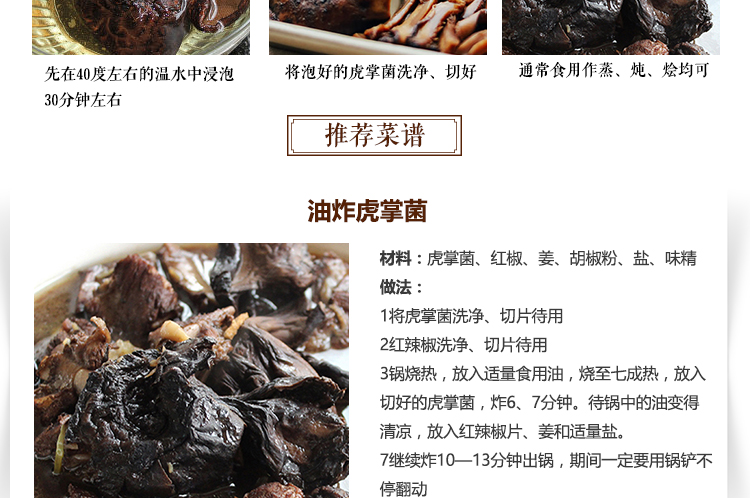 先在40度左右的温水中浸泡
30分钟左右
将泡好的虎掌菌洗净、切好
通常食用作蒸、炖、烩均可
推荐菜谱
油炸虎掌菌
材料：虎掌菌、红椒、姜、胡椒粉、盐、味精
做法：
1将虎掌菌洗净、切片待用
2红辣椒洗净、切片待用
3锅烧热，放入适量食用油，烧至七成热，放入
切好的虎掌菌，炸6、7分钟。待锅中的油变得
清凉，放入红辣椒片、姜和适量盐。
7继续炸10—13分钟出锅，期间一定要用锅铲不
停翻动